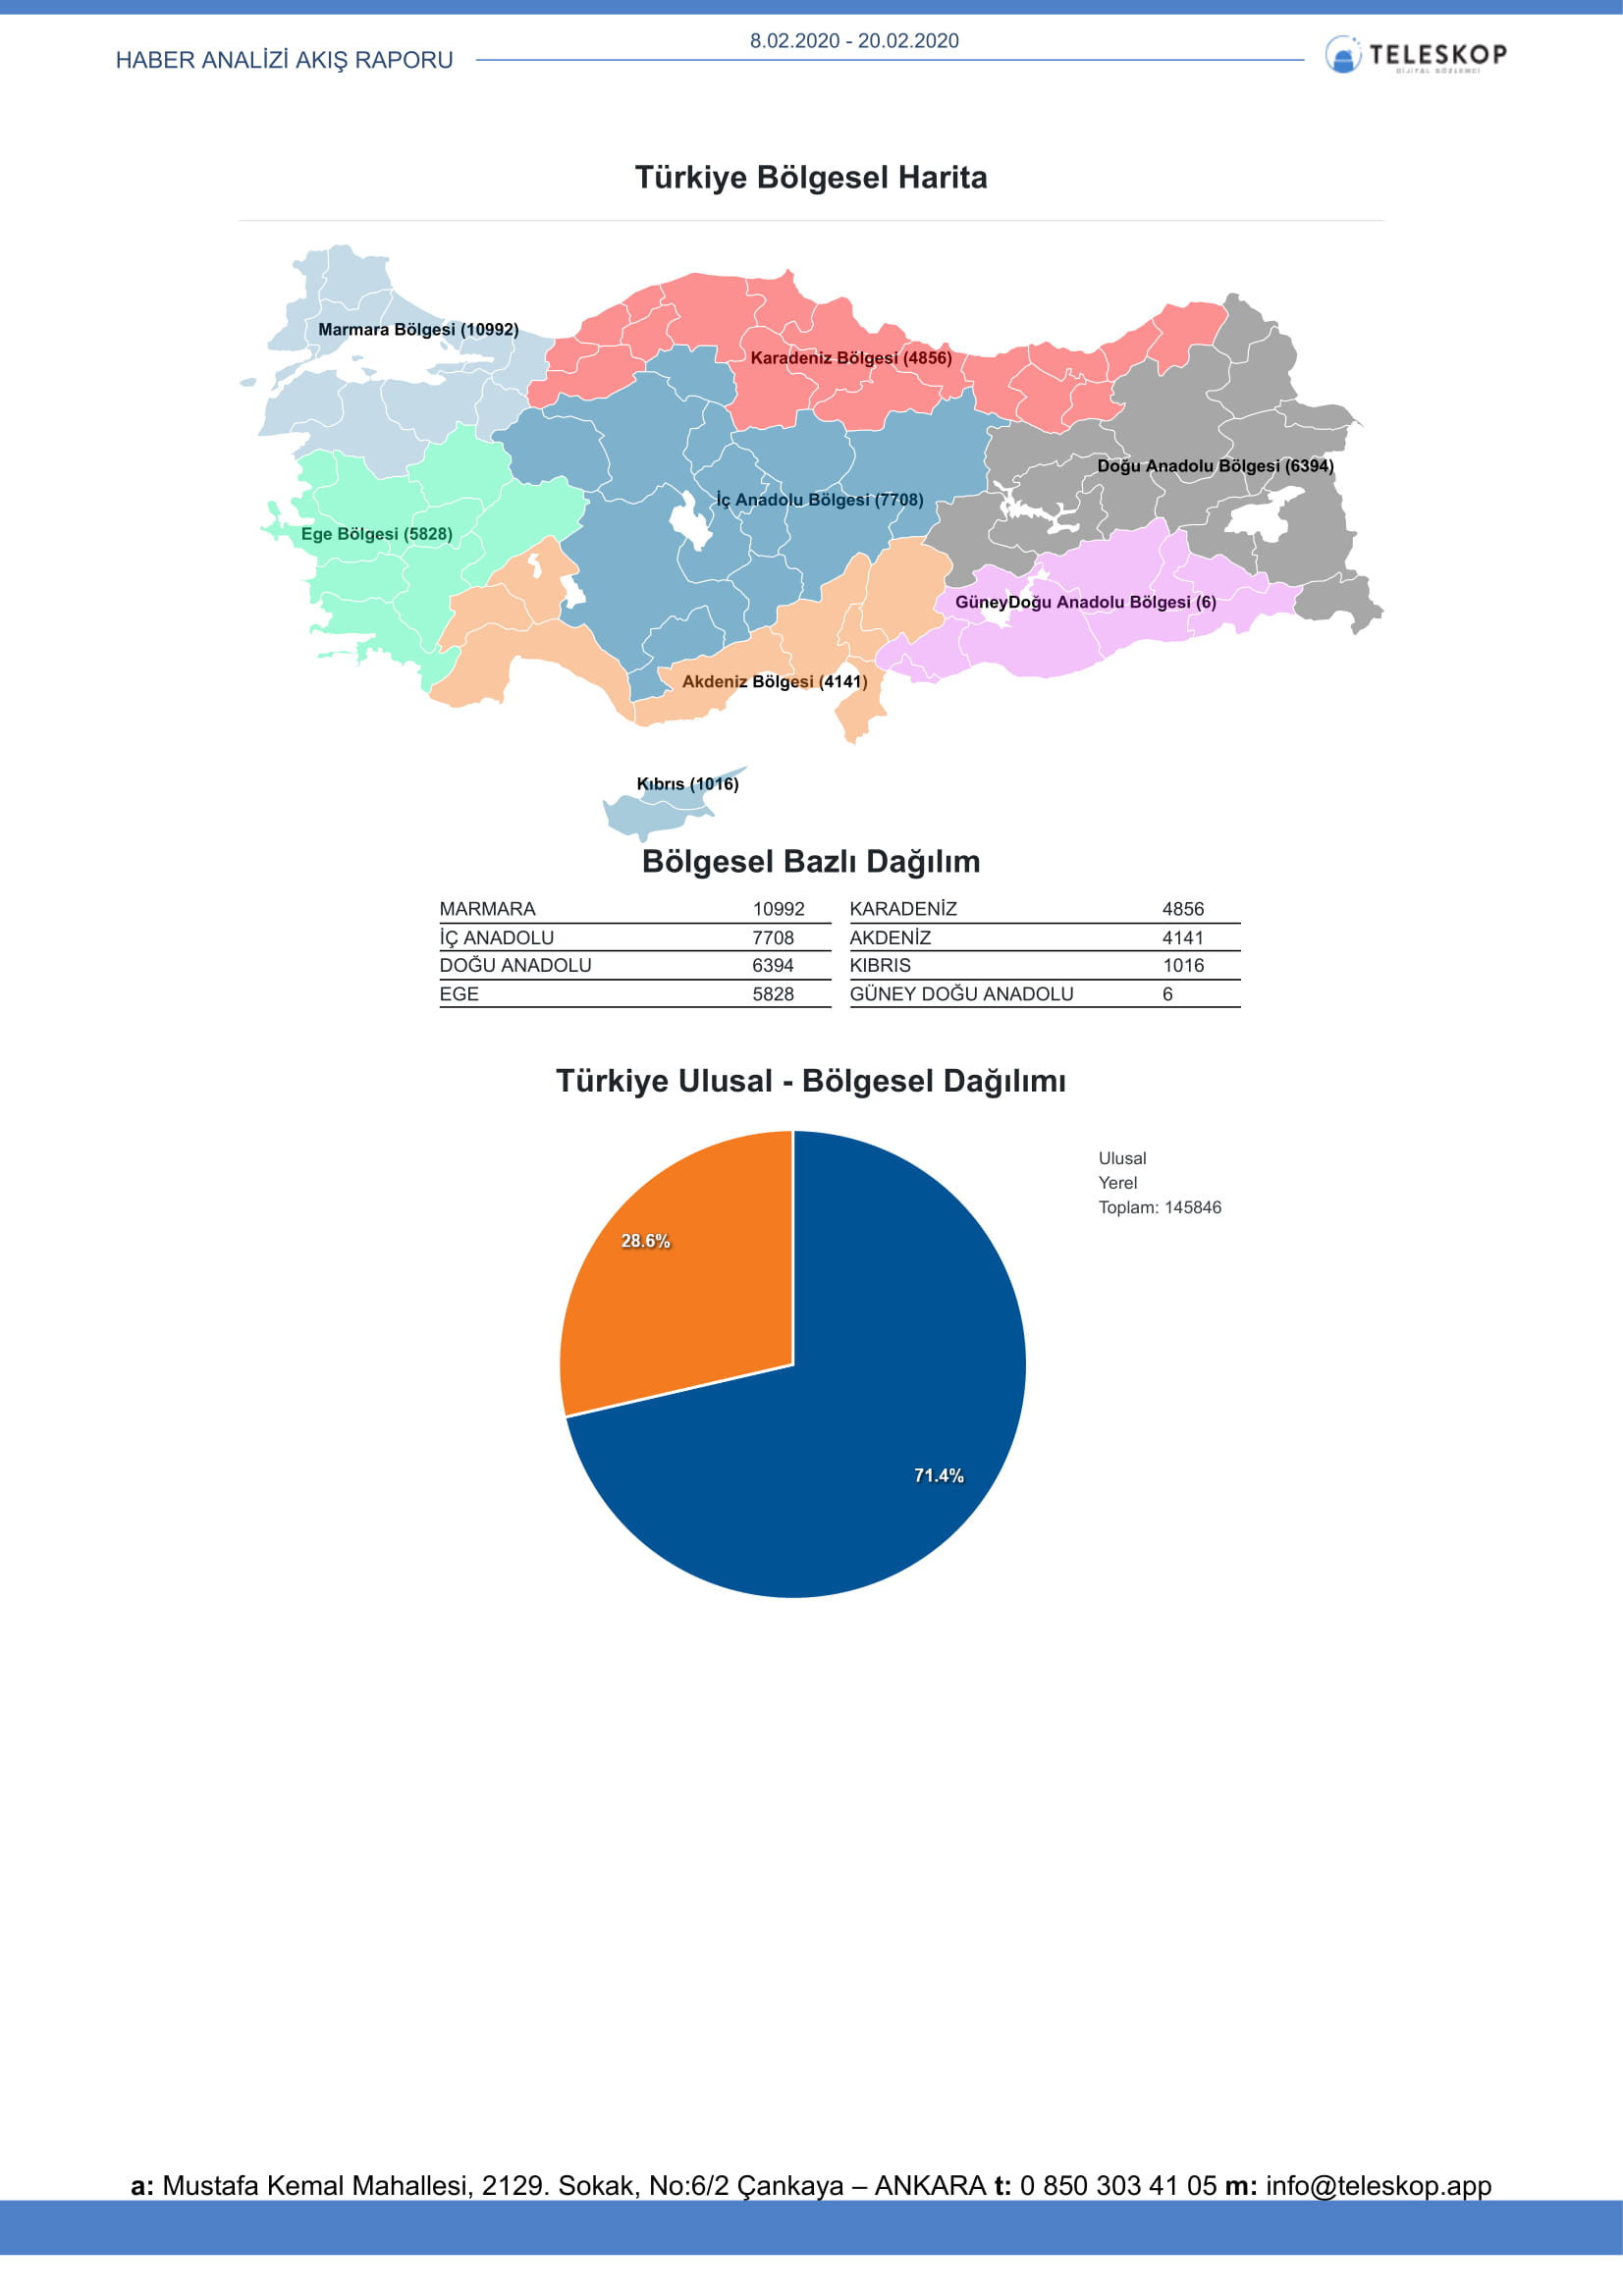 8.02.2020 - 20.02.2020
HABER ANALİZİ AKIŞ RAPORU
TELESKOP
DİJİTAL GÖZLEMCİ
Türkiye Bölgesel Harita
Marmara Bölgesi (10992)
Karadeniz Bölgesi (4856)
Doğu Anadolu Bölgesi (6394)
İç Anadolu Bölgesi (7708)
Ege Bölgesi (5828)
GüneyDoğu Anadolu Bölgesi (6)
Akdeniz Bölgesi (4141)
Kıbrıs (1016)
Bölgesel Bazlı Dağılım
MARMARA 10992 KARADENİZ 4856
İÇ ANADOLU 7708 AKDENİZ 4141
DOĞU ANADOLU 6394 KIBRIS 1016
EGE 5828 GÜNEY DOĞU ANADOLU 6
Türkiye Ulusal - Bölgesel Dağılımı
Ulusal
Yerel
Toplam: 145846
28.6%
71.4%
a: Mustafa Kemal Mahallesi, 2129. Sokak, No:6/2 Çankaya – ANKARA t: 0 850 303 41 05 m: info@teleskop.app